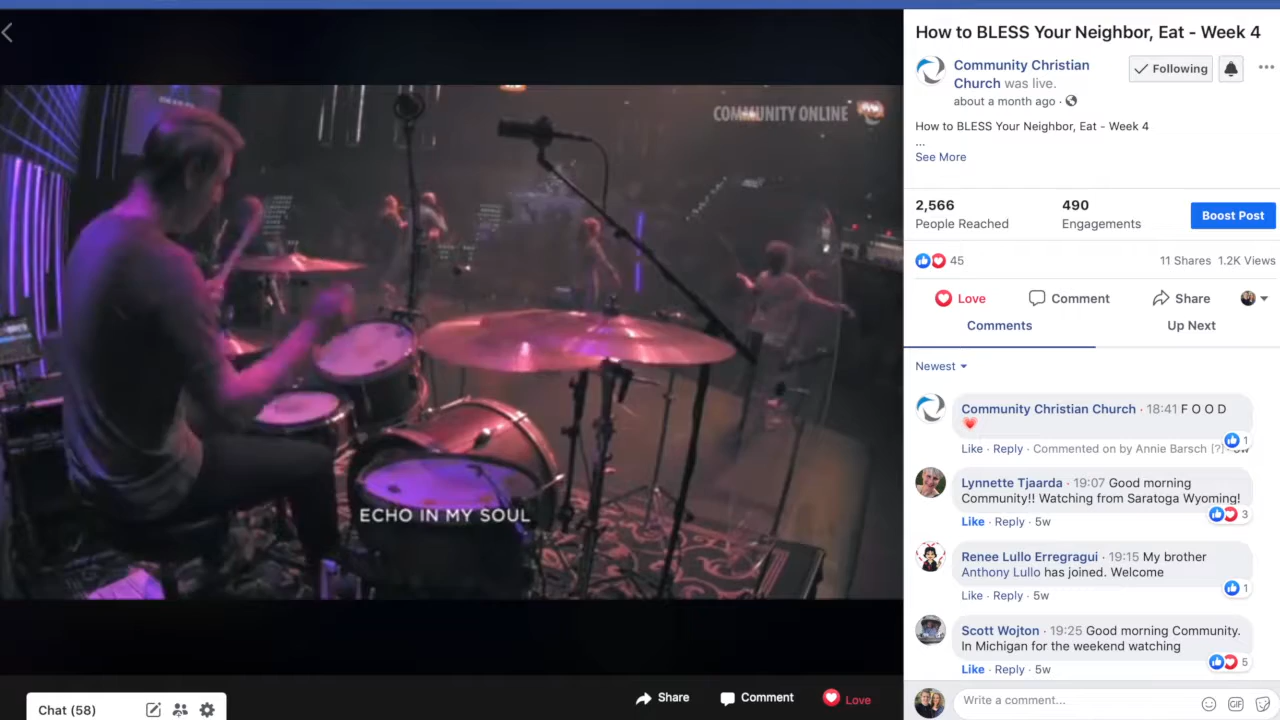 COMMUNITY ONLINE
ECHO IN MY SOUL
Share
Comment
Love
Chat (58)
How to BLESS Your Neighbor, Eat - Week 4
Community Christian
Church was live.
about a month ago ·
Following
How to BLESS Your Neighbor, Eat - Week 4
...
See More
2,566
People Reached
490
Engagements
Boost Post
45
11 Shares 1.2K Views
Love
Comment
Share
Comments
Up Next
Newest
Community Christian Church · 18:41 F O O D
1
Like · Reply · Commented on by Annie Barsch [?] · 5w
Lynnette Tjaarda · 19:07 Good morning
Community!! Watching from Saratoga Wyoming!
3
Like · Reply · 5w
Renee Lullo Erregragui · 19:15 My brother
Anthony Lullo has joined. Welcome
1
Like · Reply · 5w
Scott Wojton · 19:25 Good morning Community.
In Michigan for the weekend watching
5
Like · Reply · 5w
Write a comment...
GIF